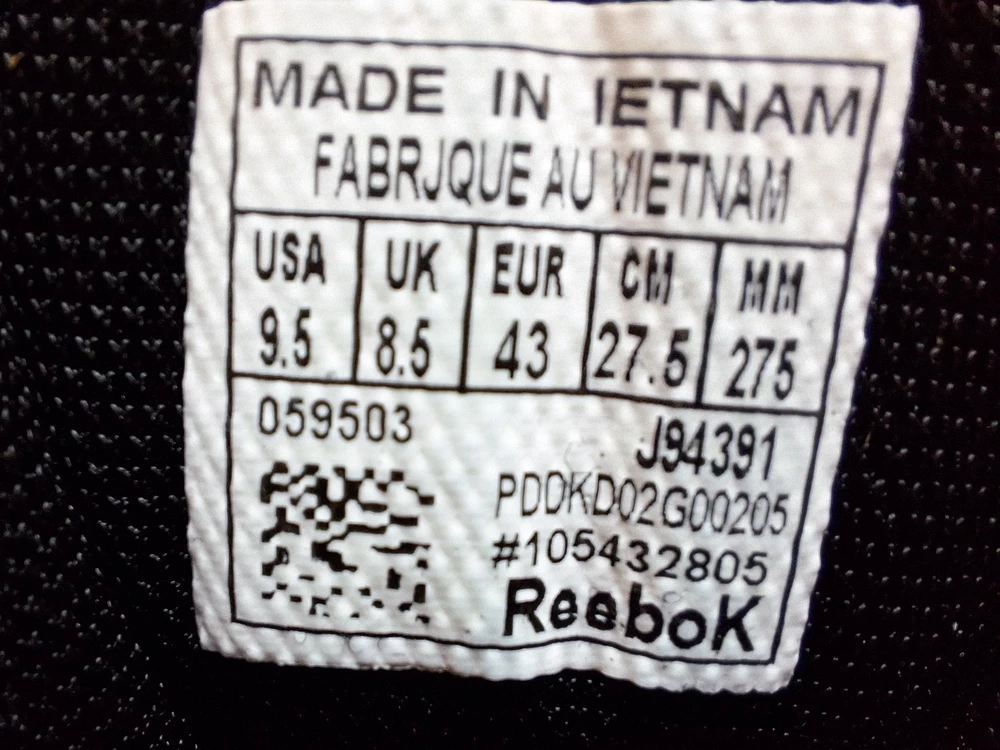 MADE IN IETNAM
FABRJQUE AU VIETNAM
USA UK EUR CM MM
9.5 8.5 43 27.5 275
059503
J94391
PDDKD02G00205
#105432805
Reebok